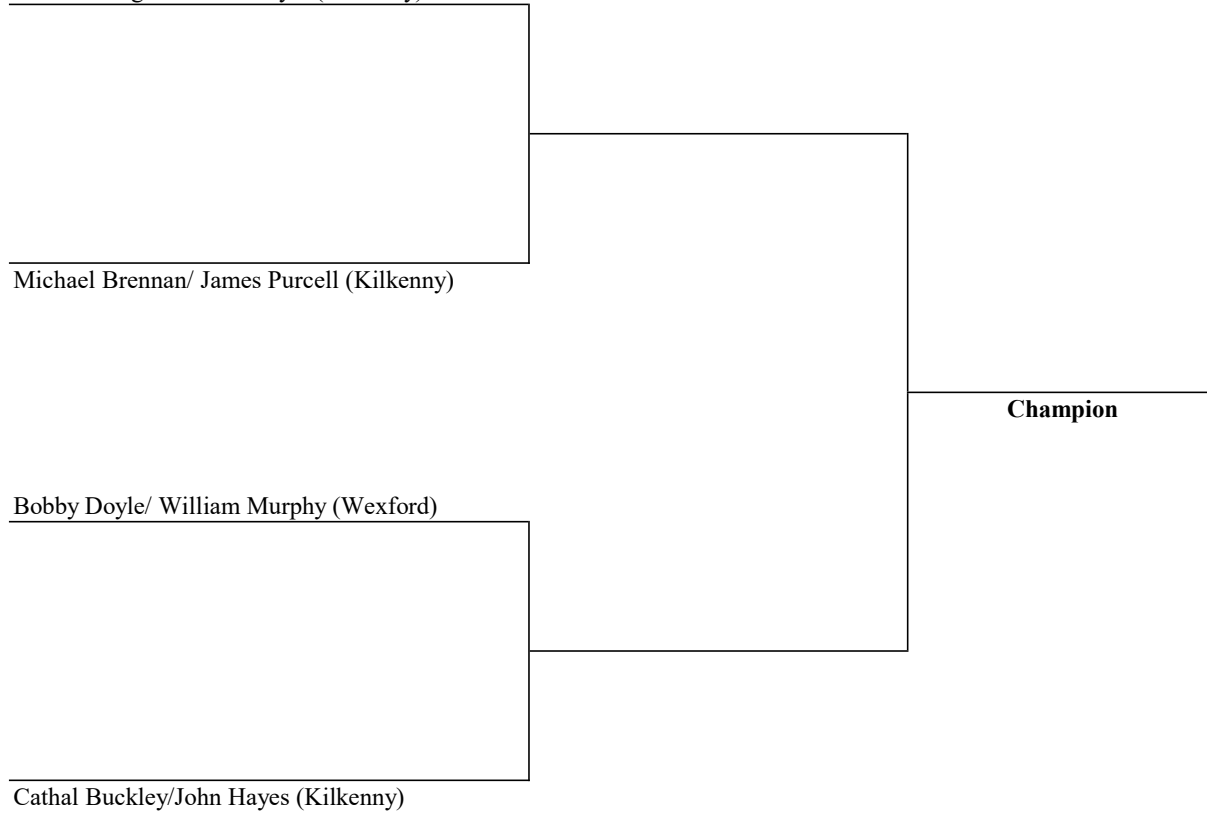 Michael Brennan/ James Purcell (Kilkenny)
Champion
Bobby Doyle/ William Murphy (Wexford)
Cathal Buckley/John Hayes (Kilkenny)